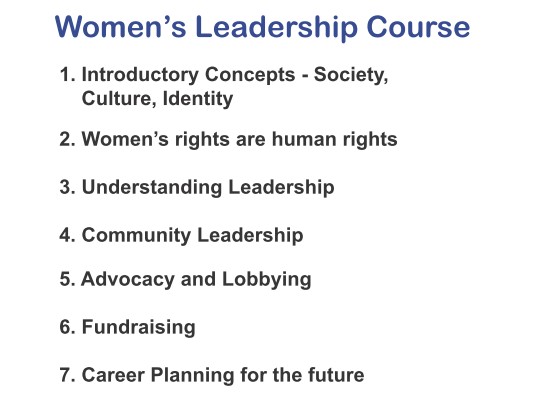 Women’s Leadership Course
1. Introductory Concepts - Society,
Culture, Identity
2. Women’s rights are human rights
3. Understanding Leadership
4. Community Leadership
5. Advocacy and Lobbying
6. Fundraising
7. Career Planning for the future